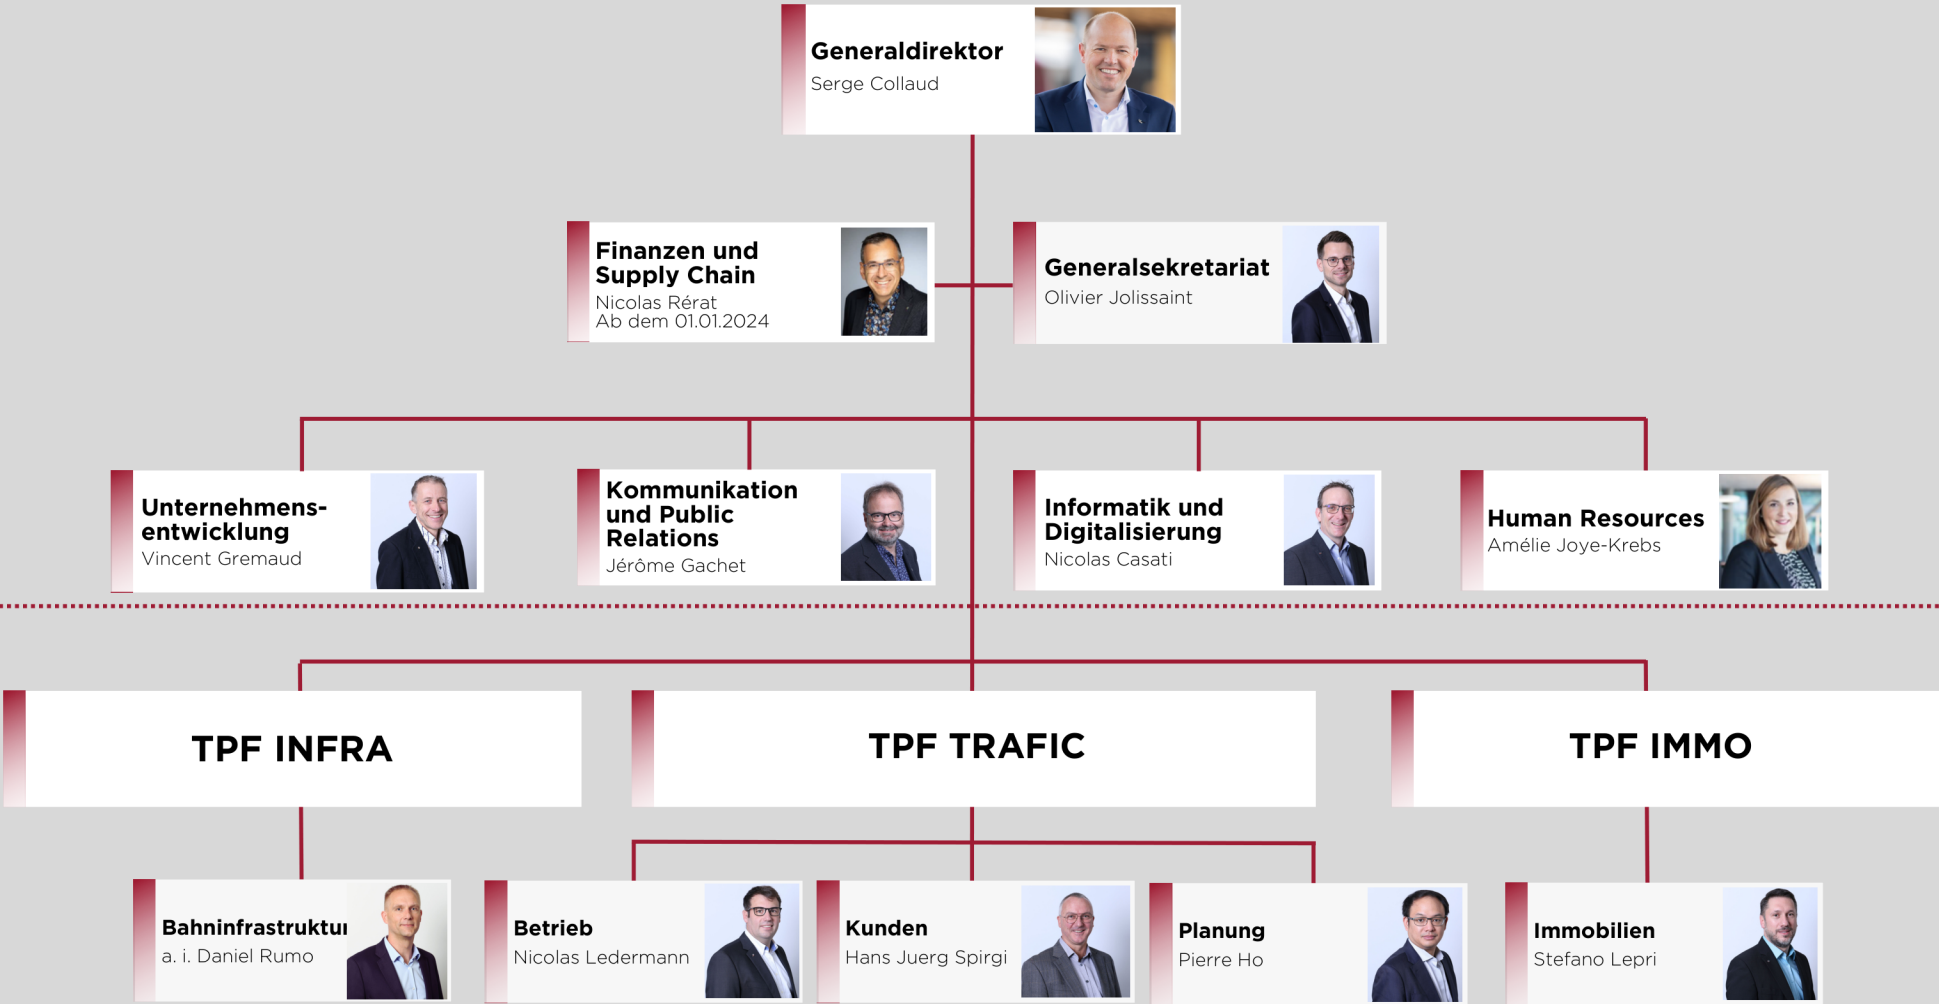 Generaldirektor
Serge Collaud
Finanzen und
Supply Chain
Nicolas Rérat
Ab dem 01.01.2024
Generalsekretariat
Olivier Jolissaint
Unternehmens-
entwicklung
Vincent Gremaud
Kommunikation
und Public
Relations
Jérôme Gachet
Informatik und
Digitalisierung
Nicolas Casati
Human Resources
Amélie Joye-Krebs
TPF INFRA
TPF TRAFIC
TPF IMMO
Bahninfrastruktur
a. i. Daniel Rumo
Betrieb
Nicolas Ledermann
Kunden
Hans Juerg Spirgi
Planung
Pierre Ho
Immobilien
Stefano Lepri